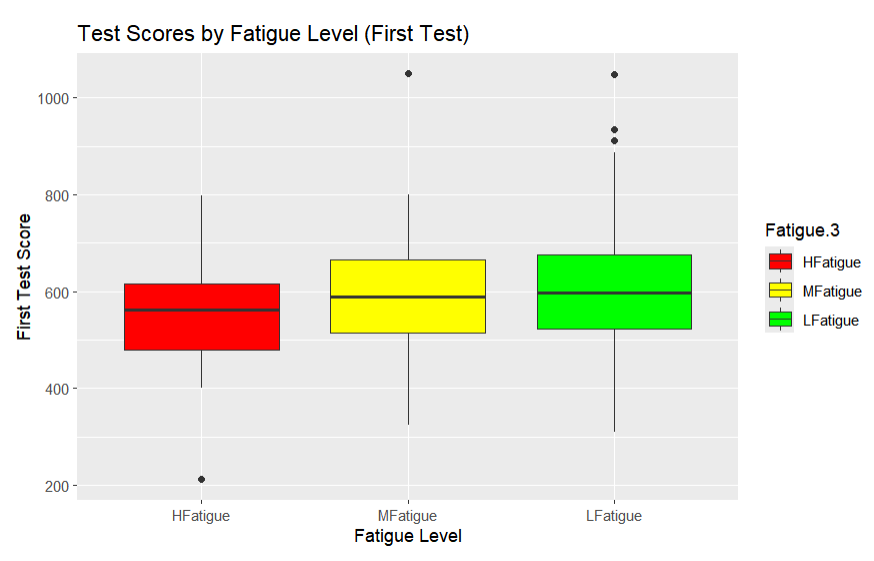 Test Scores by Fatigue Level (First Test)
First Test Score
1000
800
600
400
200
HFatigue
MFatigue
LFatigue
Fatigue Level
Fatigue.3
HFatigue
MFatigue
LFatigue